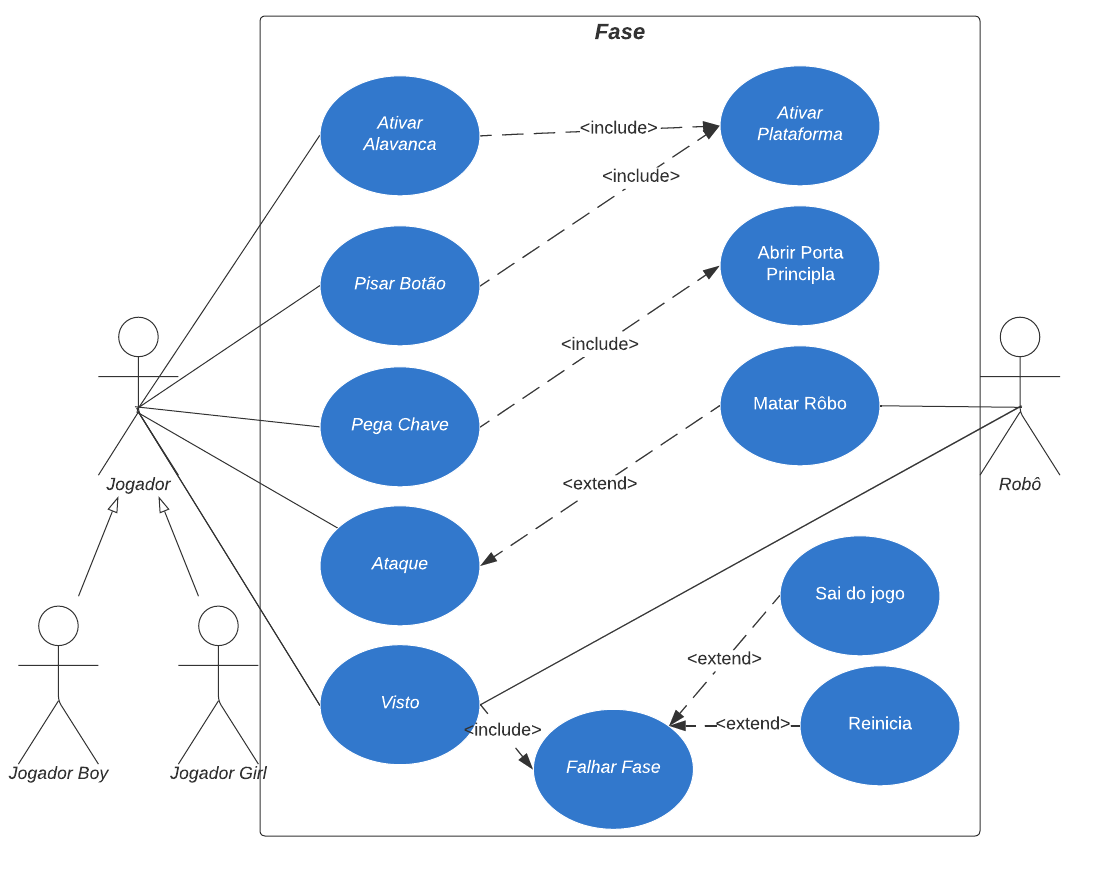 Fase
Ativar
Alavanca
<include>
Ativar
Plataforma
<include>
Pisar Botão
Abrir Porta
Principla
<include>
Pega Chave
Matar Rôbo
<extend>
Jogador
Robô
Ataque
Sai do jogo
<extend>
Visto
<include>
<extend>
Reinicia
Falhar Fase
Jogador Boy
Jogador Girl